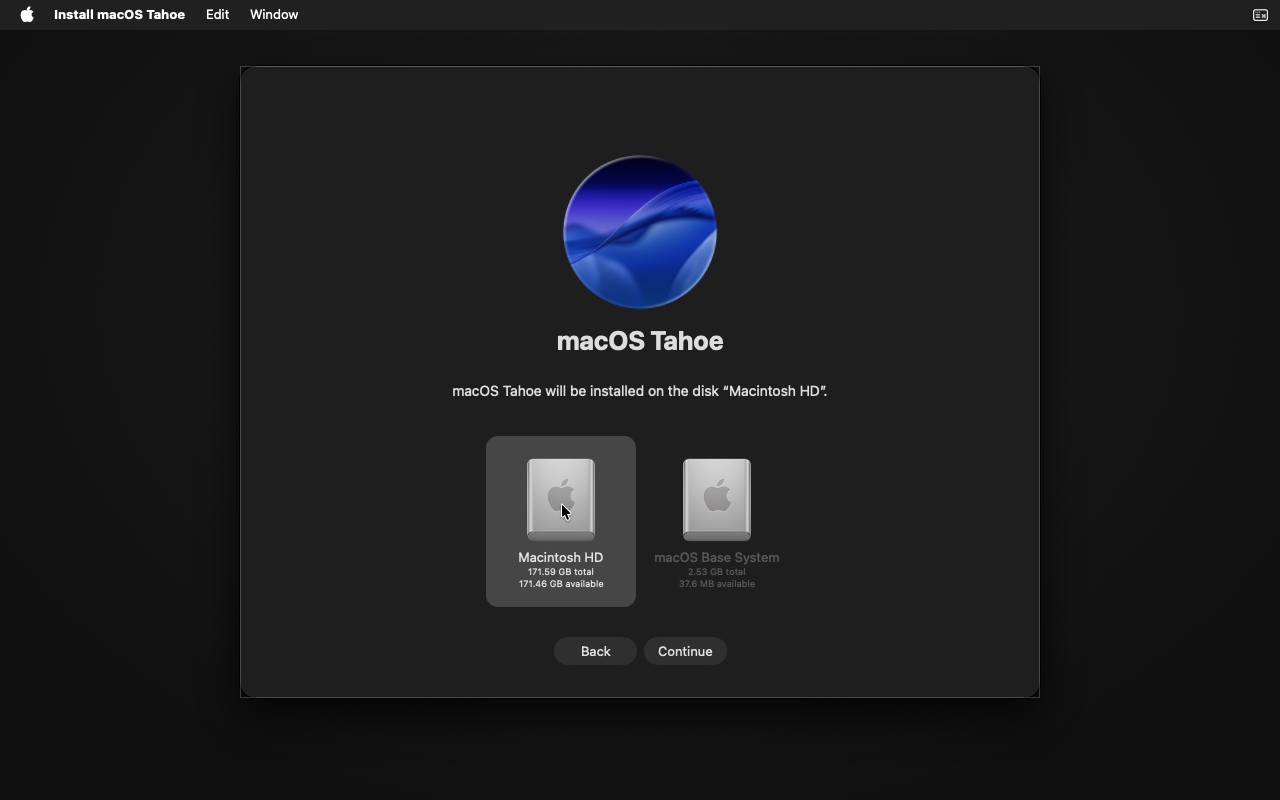 Install macOS Tahoe Edit Window
macOS Tahoe
macOS Tahoe will be installed on the disk “Macintosh HD”.
Macintosh HD
171.59 GB total
171.46 GB available
macOS Base System
2.53 GB total
37.6 MB available
Back Continue